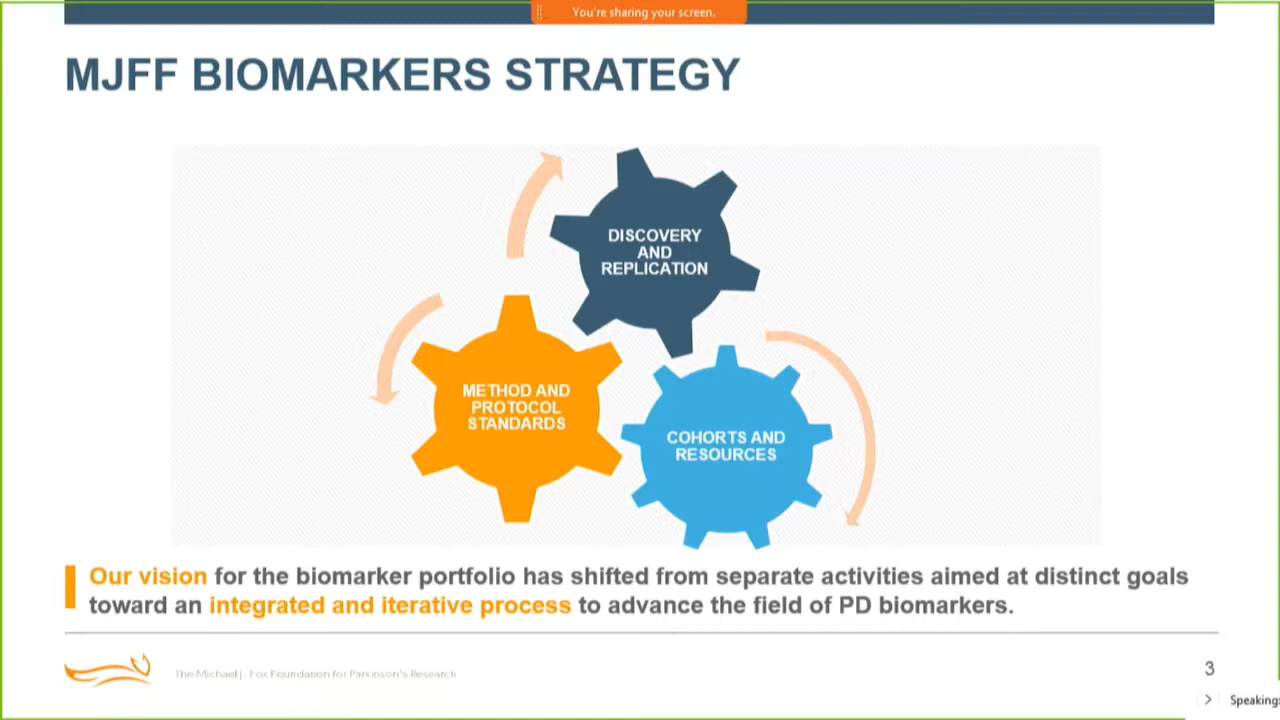 You're sharing your screen.
MJFF BIOMARKERS STRATEGY
DISCOVERY
AND
REPLICATION
METHOD AND
PROTOCOL
STANDARDS
COHORTS AND
RESOURCES
Our vision for the biomarker portfolio has shifted from separate activities aimed at distinct goals
toward an integrated and iterative process to advance the field of PD biomarkers.
The Michael J. Fox Foundation for Parkinson's Research
3
Speaking: